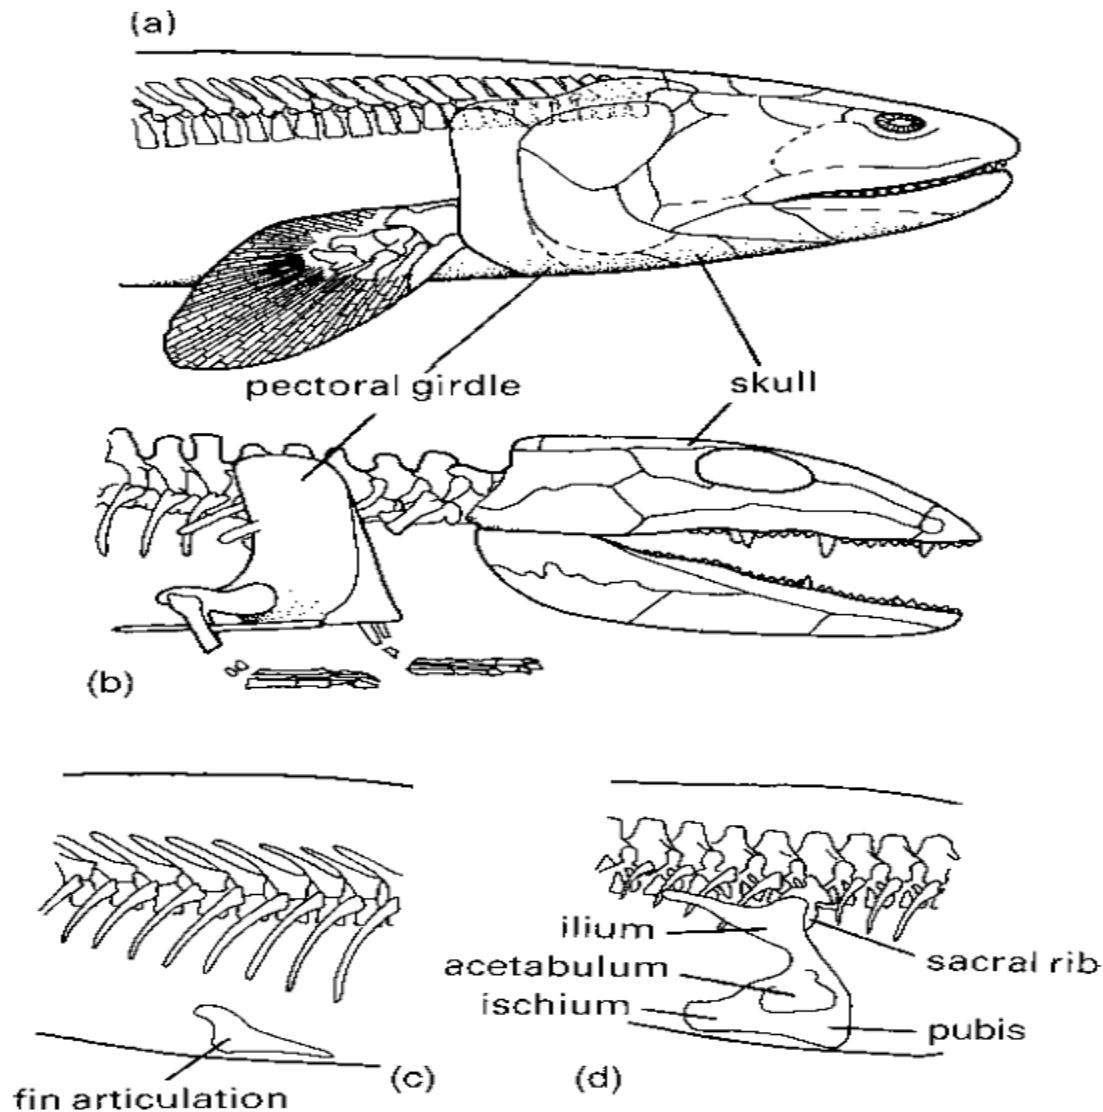 (a)
pectoral girdle
skull
(b)
ilium
acetabulum
ischium
sacral rib
pubis
fin articulation
(c)
(d)